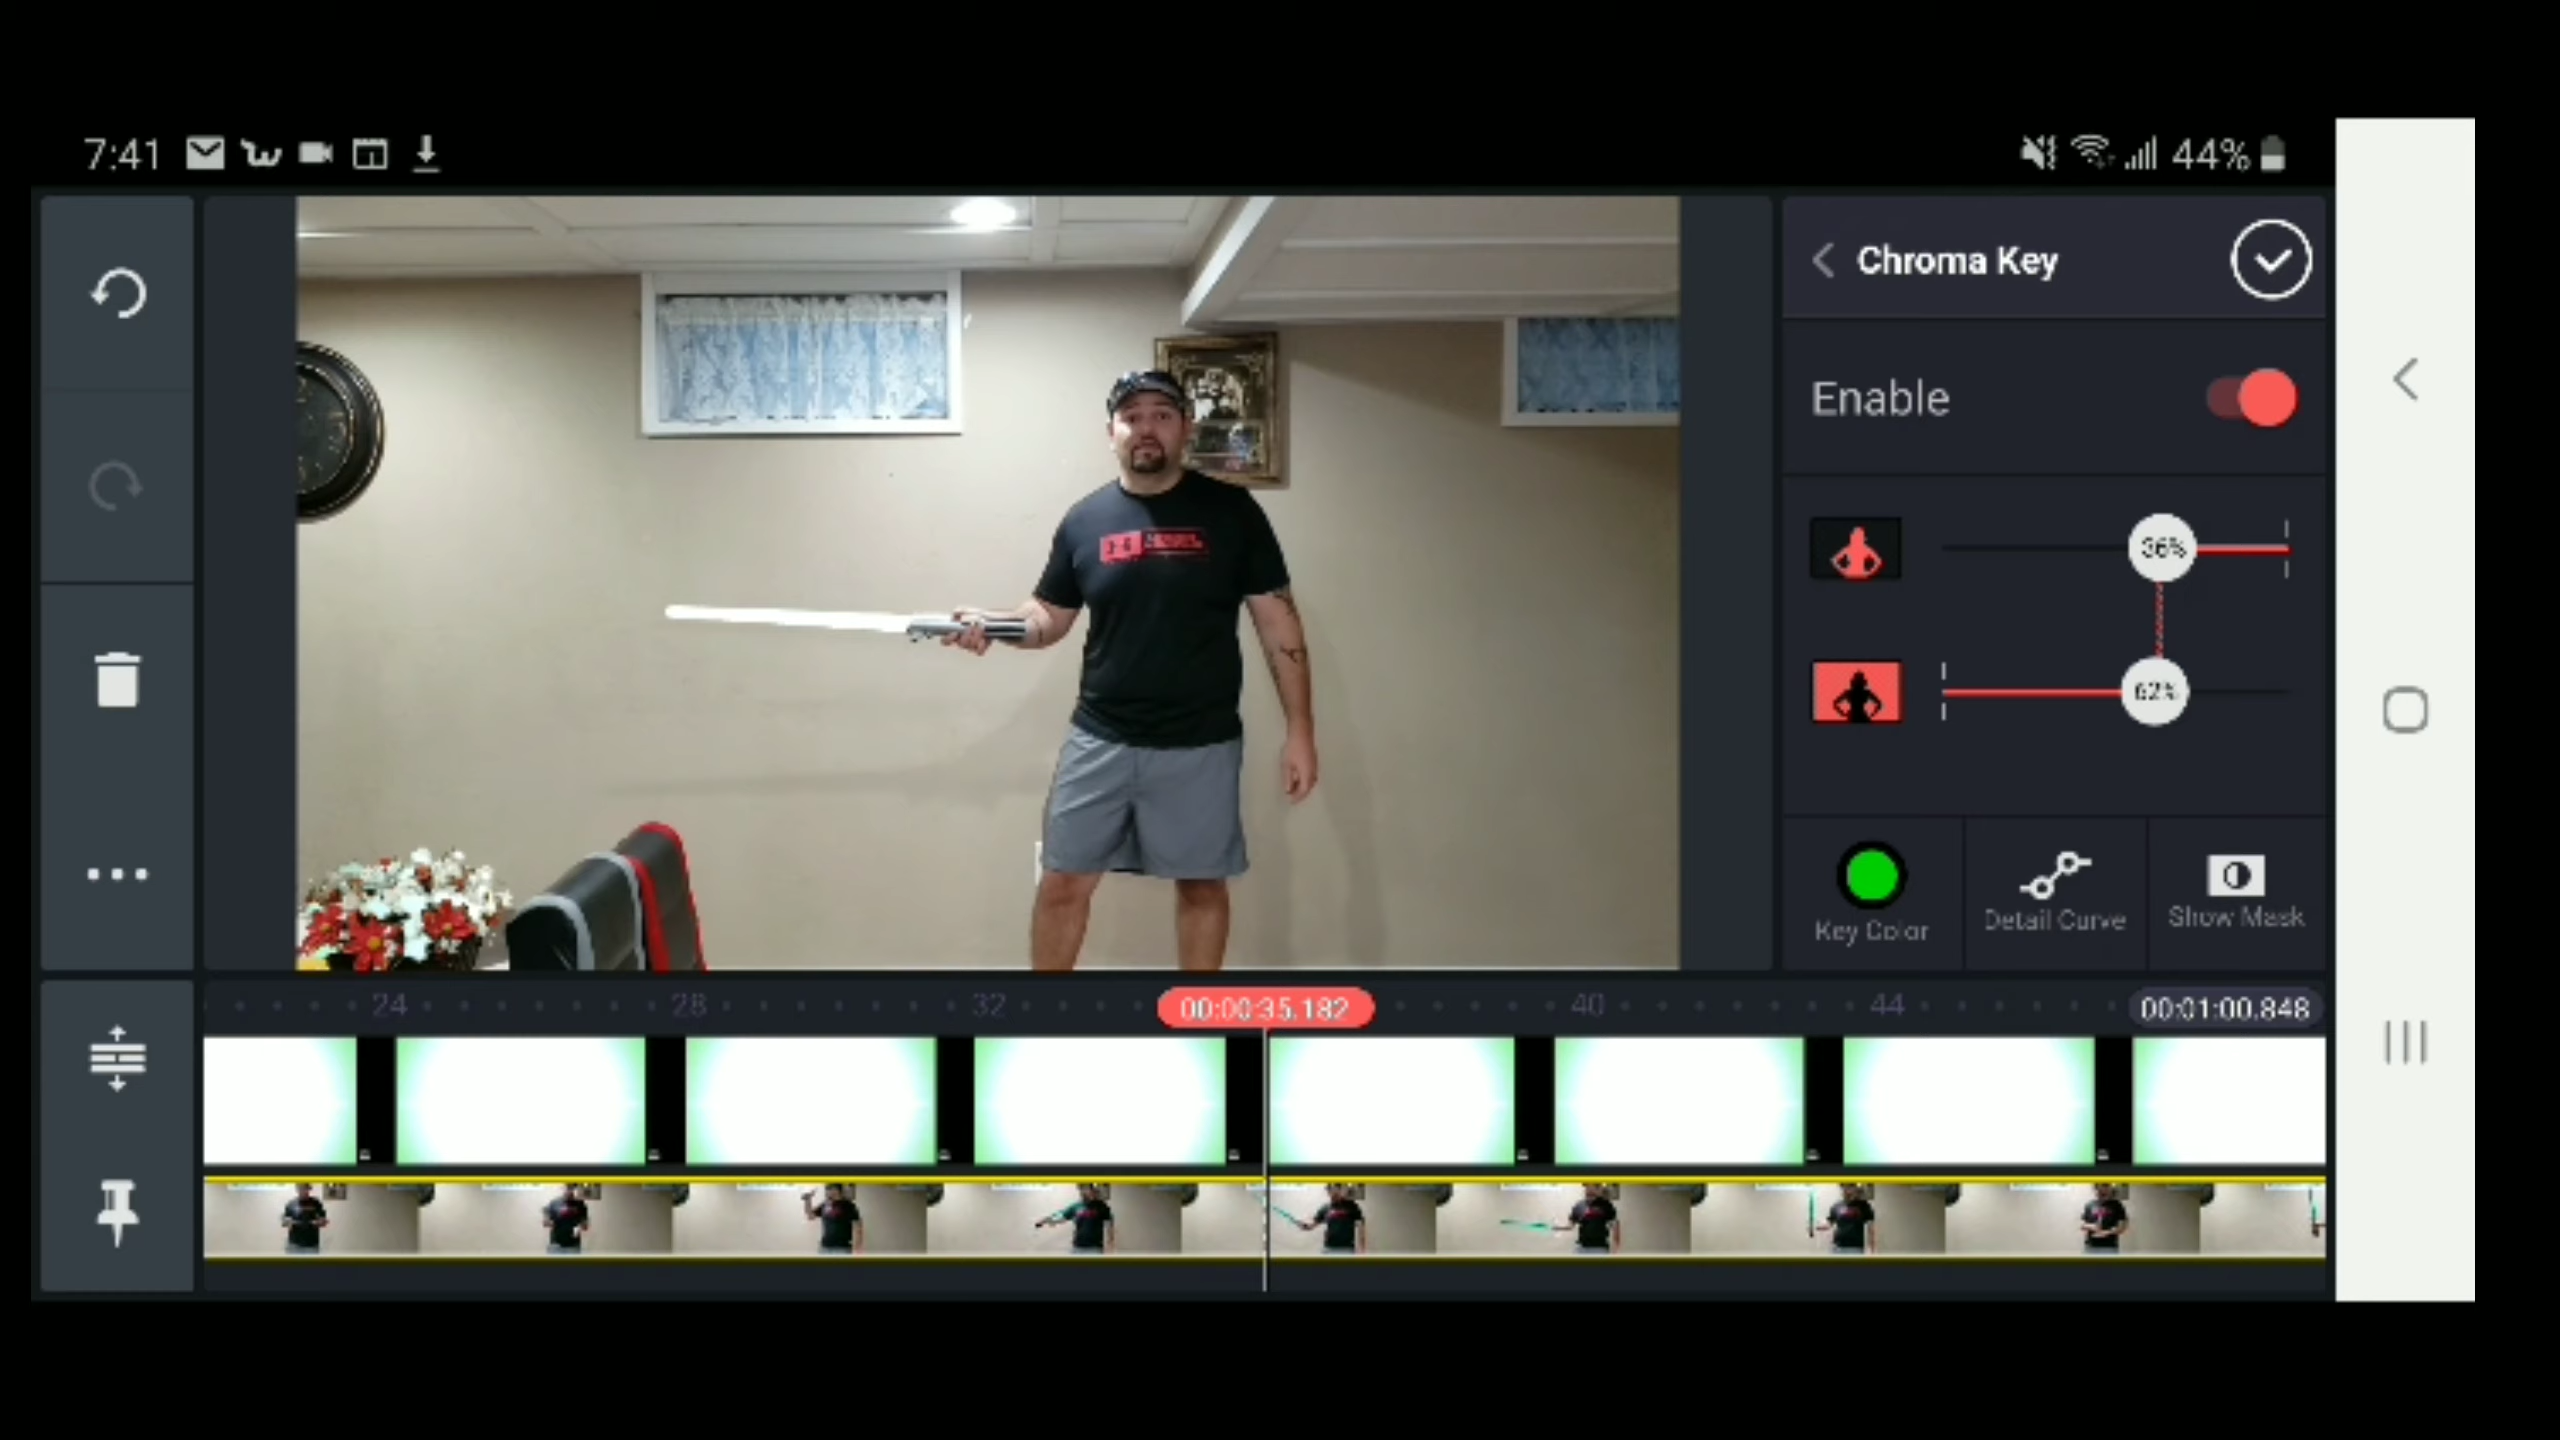 7:41
44%
Chroma Key
Enable
36%
62%
Key Color
Detail Curve
Show Mask
24
28
32
00:00:35.182
40
44
00:01:00.848